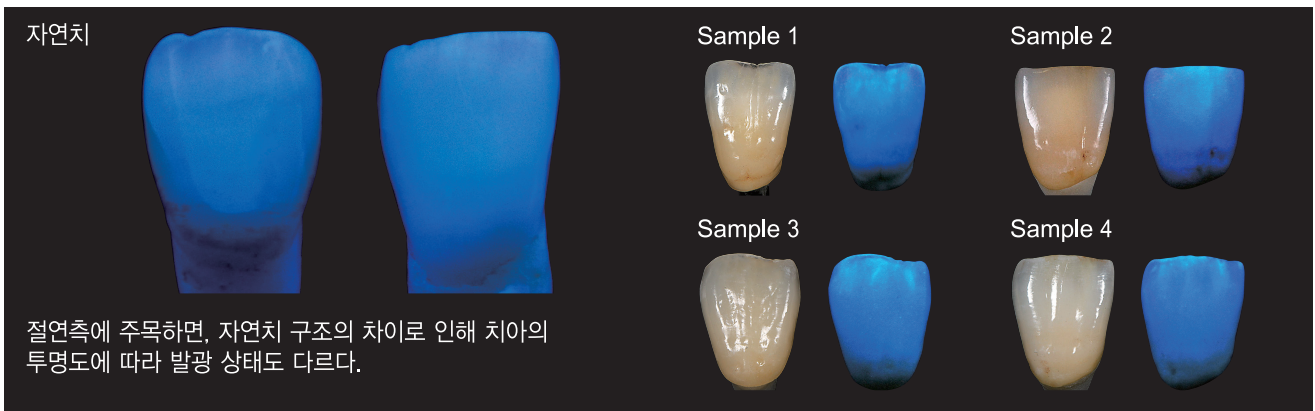 자연치
절연측에 주목하면, 자연치 구조의 차이로 인해 치아의
투명도에 따라 발광 상태도 다르다.
Sample 1
Sample 2
Sample 3
Sample 4